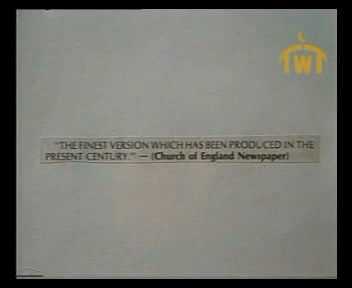 TWT
"THE FINEST VERSION WHICH HAS BEEN PRODUCED IN THE
PRESENT CENTURY." — (Church of England Newspaper)